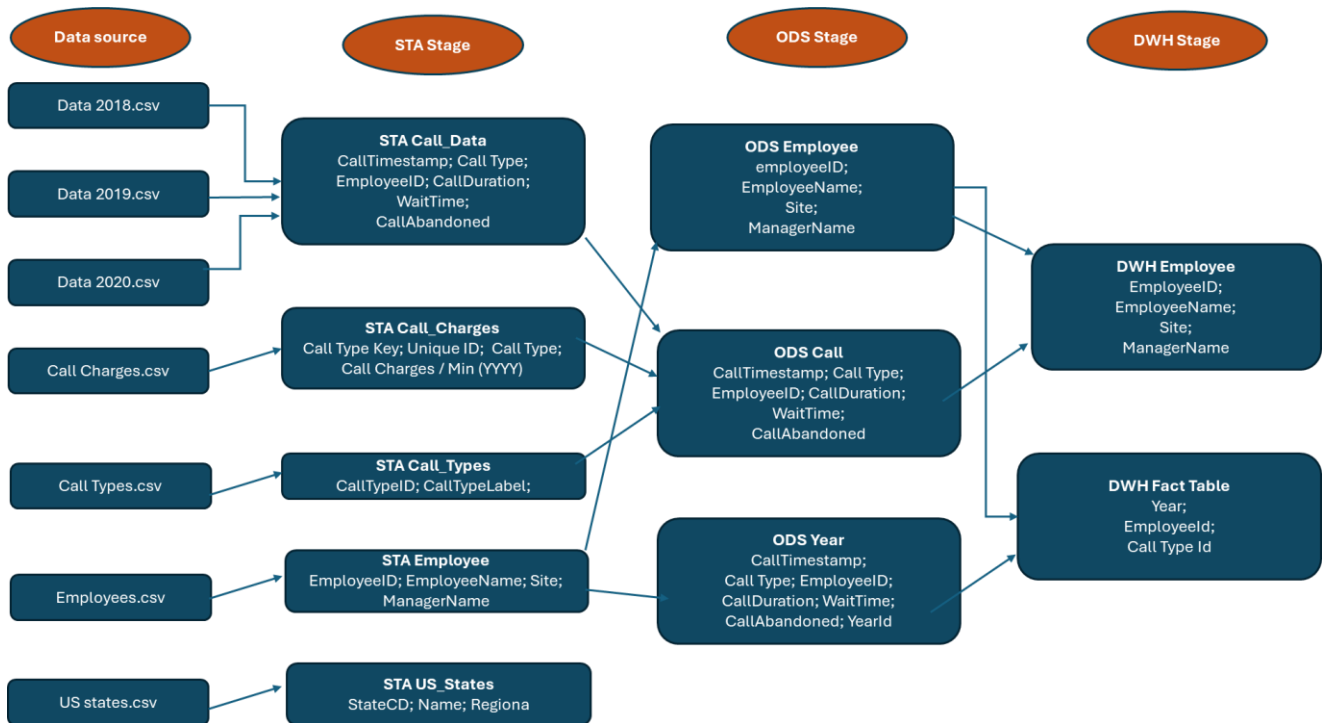 Data source
STA Stage
ODS Stage
DWH Stage
Data 2018.csv
Data 2019.csv
Data 2020.csv
Call Charges.csv
Call Types.csv
Employees.csv
US states.csv
STA Call_Data
CallTimestamp; Call Type;
EmployeeID; CallDuration;
WaitTime;
CallAbandoned
STA Call_Charges
Call Type Key; Unique ID;  Call Type;
Call Charges / Min (YYYY)
STA Call_Types
CallTypeID; CallTypeLabel;
STA Employee
EmployeeID; EmployeeName; Site;
ManagerName
STA US_States
StateCD; Name; Regiona
ODS Employee
employeeID;
EmployeeName;
Site;
ManagerName
ODS Call
CallTimestamp; Call Type;
EmployeeID; CallDuration;
WaitTime;
CallAbandoned
ODS Year
CallTimestamp;
Call Type; EmployeeID;
CallDuration; WaitTime;
CallAbandoned; YearId
DWH Employee
EmployeeID;
EmployeeName;
Site;
ManagerName
DWH Fact Table
Year;
EmployeeId;
Call Type Id